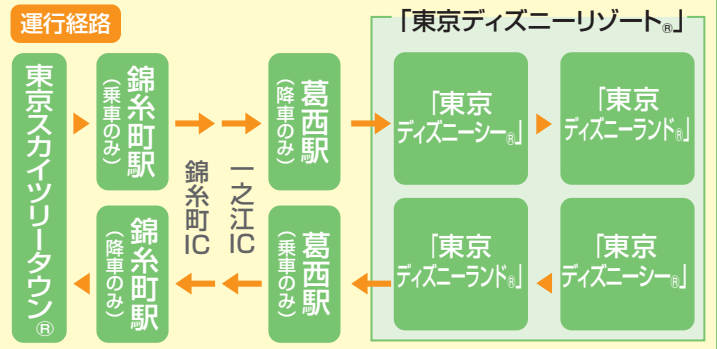 運行経路
「東京ディズニーリゾート®」
東京スカイツリータウン®
錦糸町駅
(乗車のみ)
錦糸町IC
一之江IC
葛西駅
(降車のみ)
「東京
ディズニーシー®」
「東京
ディズニーランド®」
錦糸町駅
(降車のみ)
葛西駅
(乗車のみ)
「東京
ディズニーランド®」
「東京
ディズニーシー®」